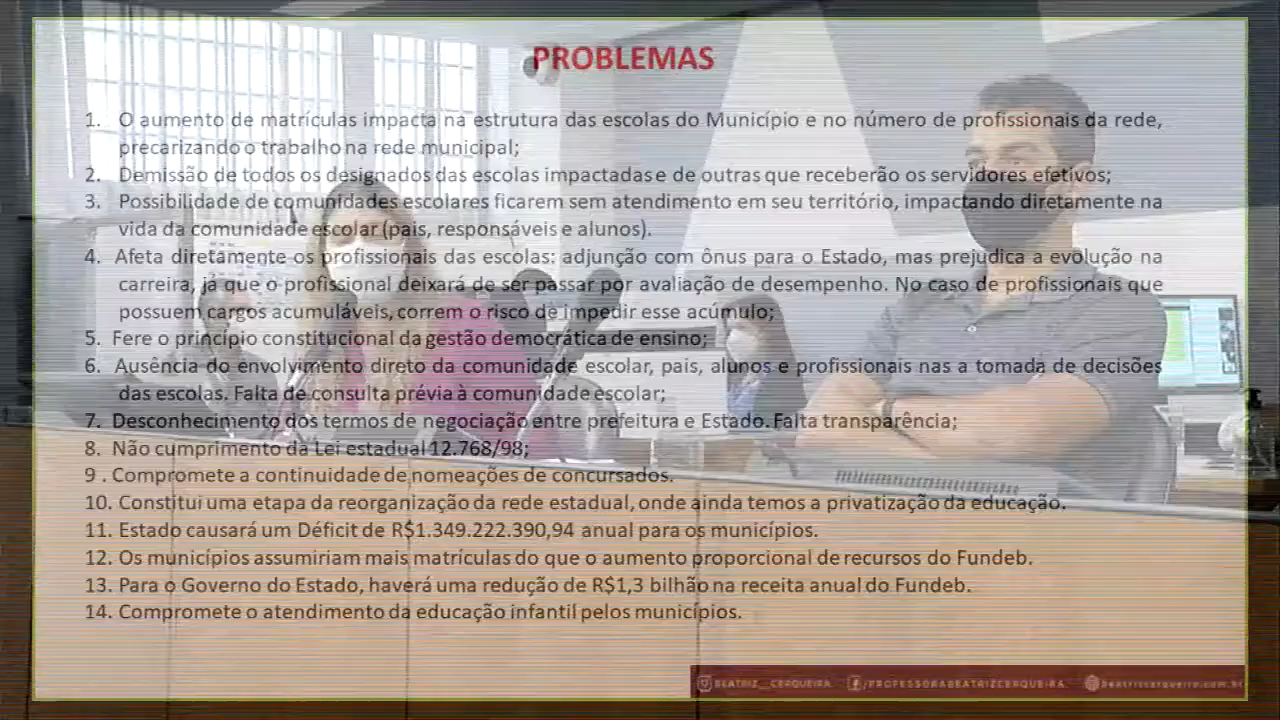 PROBLEMAS
1. O aumento de matrículas impacta na estrutura das escolas do Município e no número de profissionais da rede,
precarizando o trabalho na rede municipal;
2. Demissão de todos os designados das escolas impactadas e de outras que receberão os servidores efetivos;
3. Possibilidade de comunidades escolares ficarem sem atendimento em seu território, impactando diretamente na
vida da comunidade escolar (pais, responsáveis e alunos).
4. Afeta diretamente os profissionais das escolas: adjunção com ônus para o Estado, mas prejudica a evolução na
carreira, já que o profissional deixará de ser passar por avaliação de desempenho. No caso de profissionais que
possuem cargos acumuláveis, correm o risco de impedir esse acúmulo;
5. Fere o princípio constitucional da gestão democrática de ensino;
6. Ausência do envolvimento direto da comunidade escolar, pais, alunos e profissionais nas a tomada de decisões
das escolas. Falta de consulta prévia à comunidade escolar;
7. Desconhecimento dos termos de negociação entre prefeitura e Estado. Falta transparência;
8. Não cumprimento da Lei estadual 12.768/98;
9 . Compromete a continuidade de nomeações de concursados.
10. Constitui uma etapa da reorganização da rede estadual, onde ainda temos a privatização da educação.
11. Estado causará um Déficit de R$1.349.222.390,94 anual para os municípios.
12. Os municípios assumiriam mais matrículas do que o aumento proporcional de recursos do Fundeb.
13. Para o Governo do Estado, haverá uma redução de R$1,3 bilhão na receita anual do Fundeb.
14. Compromete o atendimento da educação infantil pelos municípios.
BEATRIZ_CERQUEIRA /PROFESSORABEATRIZCERQUEIRA beatrizcerqueira.com.br